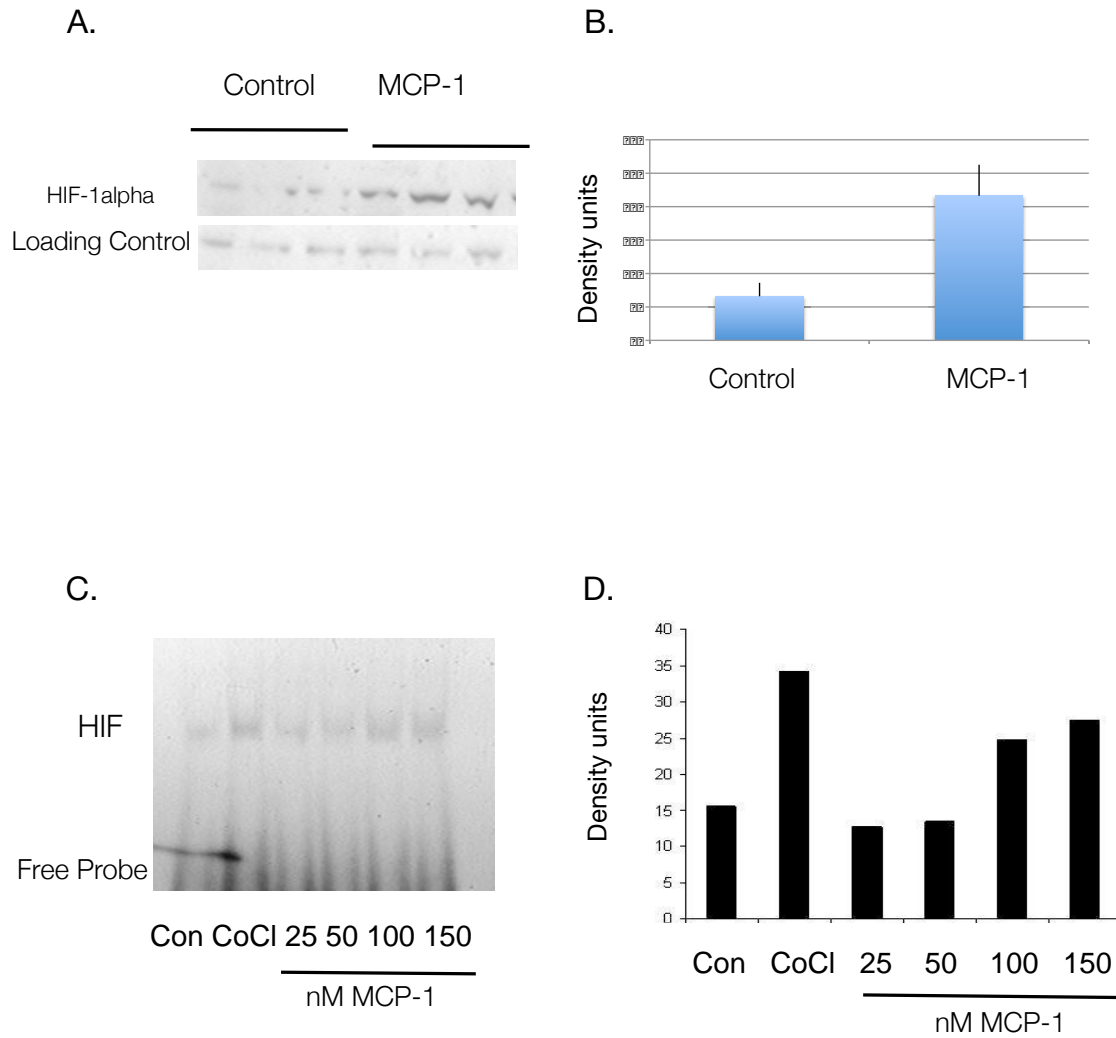 A.
Control MCP-1
HIF-1alpha
Loading Control
B.
Density units
Control MCP-1
C.
HIF
Free Probe
Con CoCl 25 50 100 150
nM MCP-1
D.
Density units
40
35
30
25
20
15
10
5
0
Con CoCl 25 50 100 150
nM MCP-1